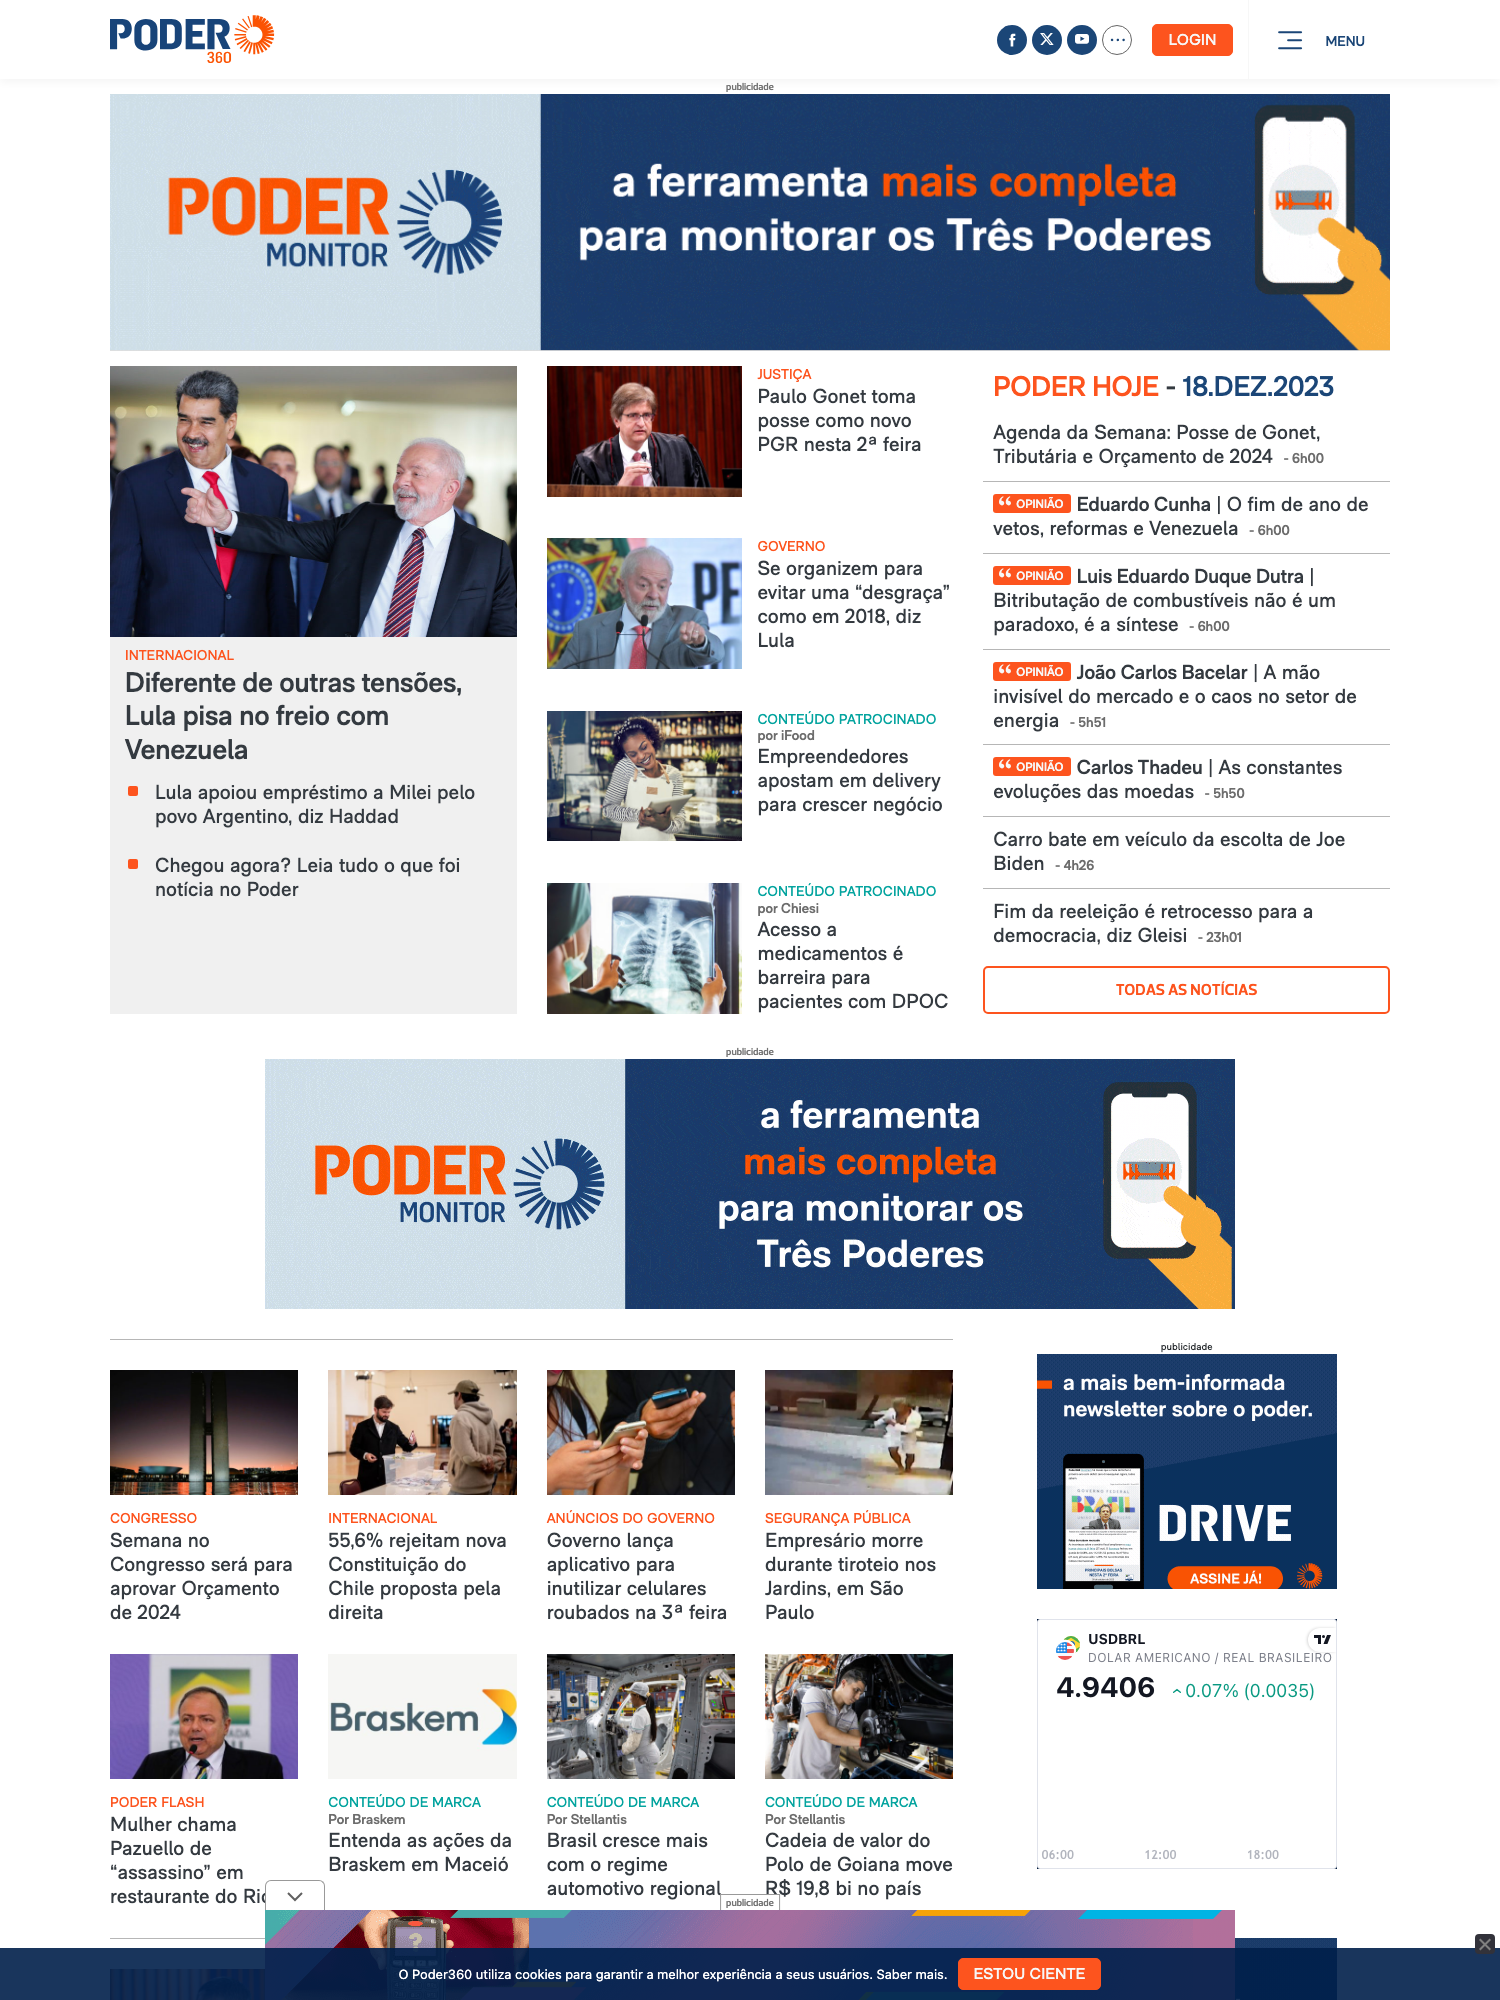 PODER
360
LOGIN
MENU
publicidade
PODER
MONITOR
a ferramenta mais completa
para monitorar os Três Poderes
INTERNACIONAL
Diferente de outras tensões,
Lula pisa no freio com
Venezuela
Lula apoiou empréstimo a Milei pelo
povo Argentino, diz Haddad
Chegou agora? Leia tudo o que foi
notícia no Poder
JUSTIÇA
Paulo Gonet toma
posse como novo
PGR nesta 2ª feira
GOVERNO
Se organizem para
evitar uma “desgraça”
como em 2018, diz
Lula
CONTEÚDO PATROCINADO
por iFood
Empreendedores
apostam em delivery
para crescer negócio
CONTEÚDO PATROCINADO
por Chiesi
Acesso a
medicamentos é
barreira para
pacientes com DPOC
PODER HOJE - 18.DEZ.2023
Agenda da Semana: Posse de Gonet,
Tributária e Orçamento de 2024 - 6h00
OPINIÃO Eduardo Cunha | O fim de ano de
vetos, reformas e Venezuela - 6h00
OPINIÃO Luis Eduardo Duque Dutra |
Bitributação de combustíveis não é um
paradoxo, é a síntese - 6h00
OPINIÃO João Carlos Bacelar | A mão
invisível do mercado e o caos no setor de
energia - 5h51
OPINIÃO Carlos Thadeu | As constantes
evoluções das moedas - 5h50
Carro bate em veículo da escolta de Joe
Biden - 4h26
Fim da reeleição é retrocesso para a
democracia, diz Gleisi - 23h01
TODAS AS NOTÍCIAS
publicidade
PODER
MONITOR
a ferramenta
mais completa
para monitorar os
Três Poderes
CONGRESSO
Semana no
Congresso será para
aprovar Orçamento
de 2024
INTERNACIONAL
55,6% rejeitam nova
Constituição do
Chile proposta pela
direita
ANÚNCIOS DO GOVERNO
Governo lança
aplicativo para
inutilizar celulares
roubados na 3ª feira
SEGURANÇA PÚBLICA
Empresário morre
durante tiroteio nos
Jardins, em São
Paulo
publicidade
a mais bem-informada
newsletter sobre o poder.
BRASIL
DRIVE
ASSINE JÁ!
USDBRL
DOLAR AMERICANO / REAL BRASILEIRO
4.9406 0.07% (0.0035)
06:00 12:00 18:00
PODER FLASH
Mulher chama
Pazuello de
“assassino” em
restaurante do Rio
Braskem
CONTEÚDO DE MARCA
Por Braskem
Entenda as ações da
Braskem em Maceió
CONTEÚDO DE MARCA
Por Stellantis
Brasil cresce mais
com o regime
automotivo regional
CONTEÚDO DE MARCA
Por Stellantis
Cadeia de valor do
Polo de Goiana move
R$ 19,8 bi no país
publicidade
O Poder360 utiliza cookies para garantir a melhor experiência a seus usuários. Saber mais.
ESTOU CIENTE